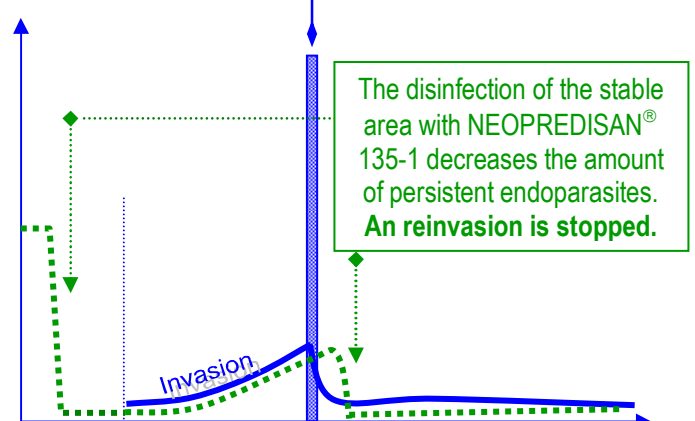 The disinfection of the stable
area with NEOPREDISAN®
135-1 decreases the amount
of persistent endoparasites.
An reinvasion is stopped.
Invasion